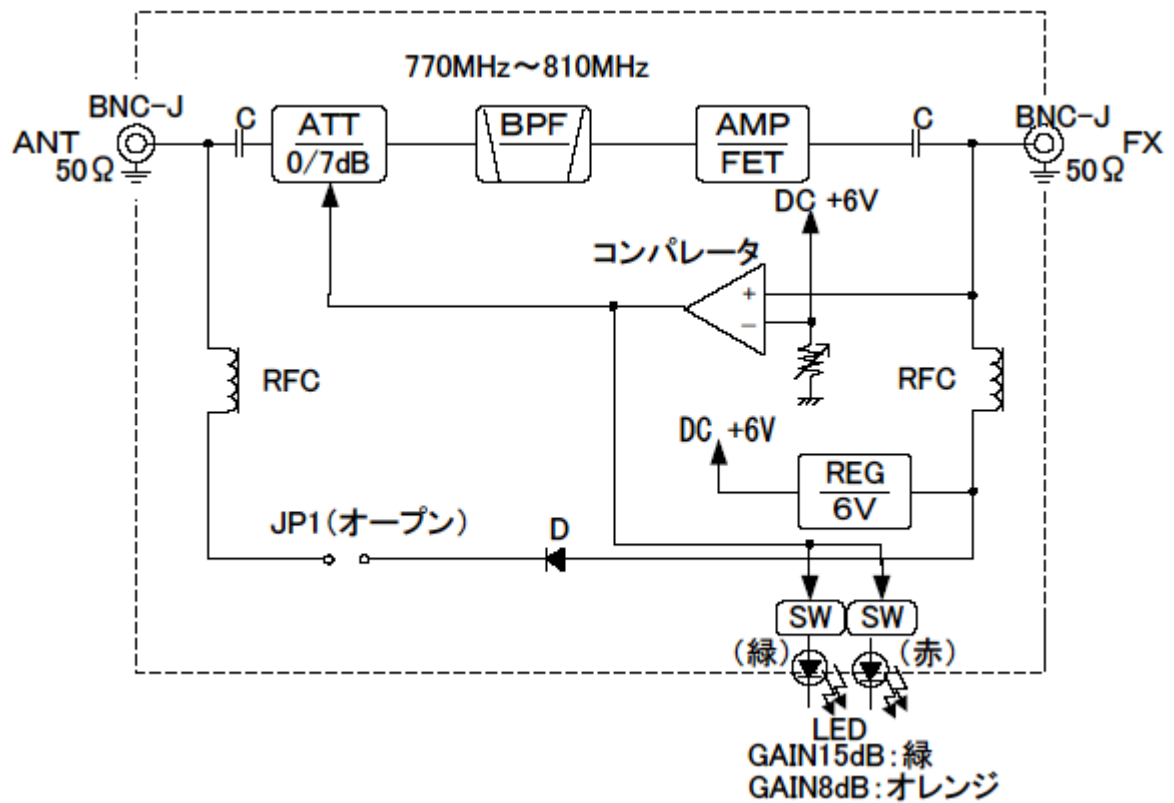 770MHz～810MHz
BNC-J
ANT
50Ω
C
ATT
0/7dB
BPF
AMP
FET
C
BNC-J
FX
50Ω
DC +6V
コンパレータ
+
−
RFC
RFC
DC +6V
REG
6V
JP1(オープン)
D
SW
SW
(緑)
(赤)
LED
GAIN15dB:緑
GAIN8dB:オレンジ